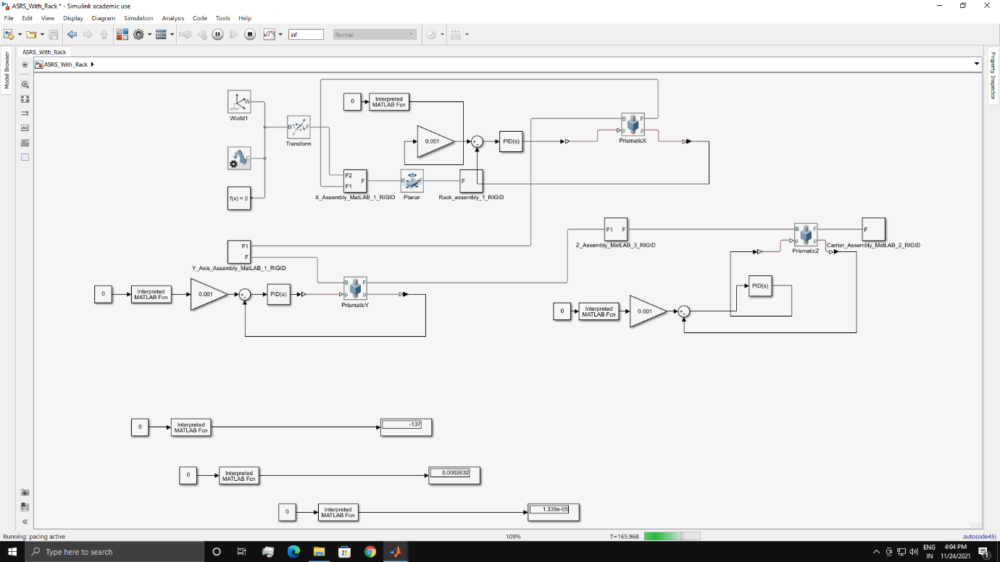 ASRS_With_Rack * - Simulink academic use
File Edit View Display Diagram Simulation Analysis Code Tools Help
inf
Normal
ASRS_With_Rack
ASRS_With_Rack
Model Browser
Property Inspector
W
World1
C
f(x) = 0
B F
Transform
0
Interpreted
MATLAB Fcn
0.001
PID(s)
B F
p p
PrismaticX
F2
F1
F
X_Assembly_MatLAB_1_RIGID
B F
Planar
F
Rack_assembly_1_RIGID
F1
F
Y_Axis_Assembly_MatLAB_1_RIGID
F1 F
Z_Assembly_MatLAB_3_RIGID
B F
p p
PrismaticZ
F
Carrier_Assembly_MatLAB_2_RIGID
0
Interpreted
MATLAB Fcn
0.001
PID(s)
B F
p p
PrismaticY
0
Interpreted
MATLAB Fcn
0.001
PID(s)
0
Interpreted
MATLAB Fcn
-137
0
Interpreted
MATLAB Fcn
0.0002632
0
Interpreted
MATLAB Fcn
1.335e-05
Running: pacing active
109%
T=165.968
auto(ode45)
Type here to search
ENG
IN
4:04 PM
11/24/2021
1